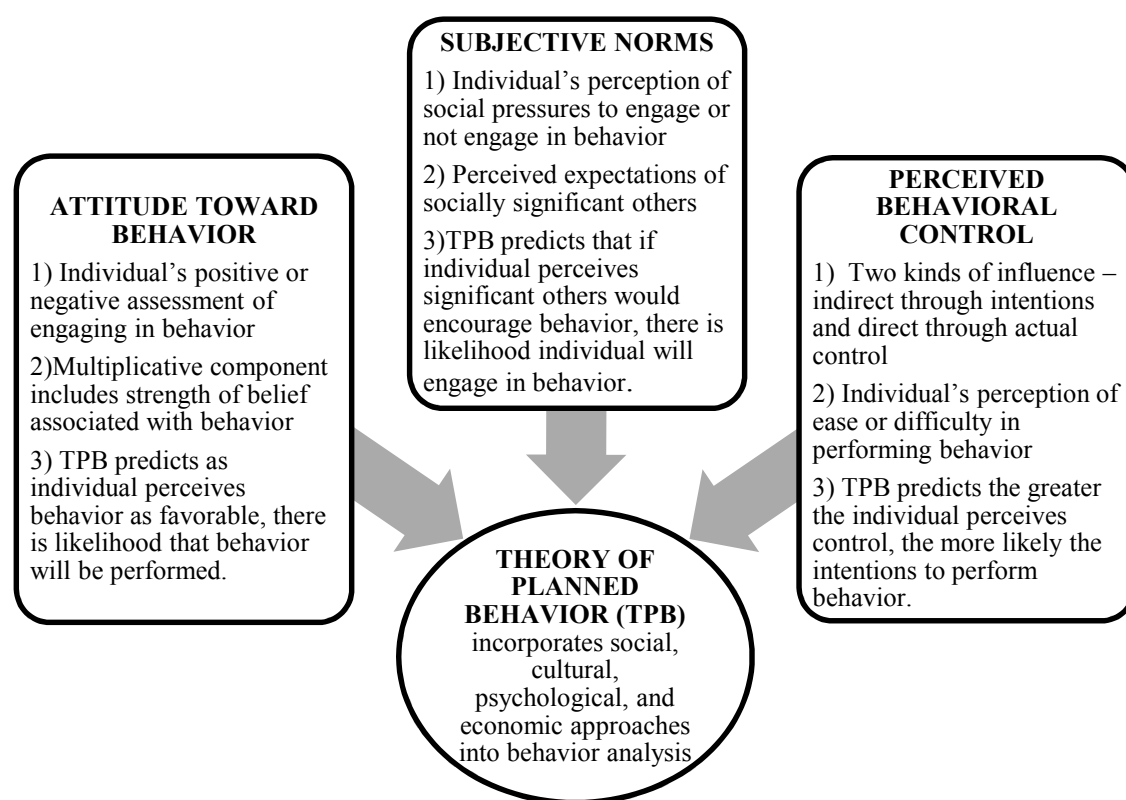 SUBJECTIVE NORMS
1) Individual’s perception of
social pressures to engage or
not engage in behavior
2) Perceived expectations of
socially significant others
3)TPB predicts that if
individual perceives
significant others would
encourage behavior, there is
likelihood individual will
engage in behavior.
ATTITUDE TOWARD
BEHAVIOR
1) Individual’s positive or
negative assessment of
engaging in behavior
2)Multiplicative component
includes strength of belief
associated with behavior
3) TPB predicts as
individual perceives
behavior as favorable, there
is likelihood that behavior
will be performed.
PERCEIVED
BEHAVIORAL
CONTROL
1) Two kinds of influence –
indirect through intentions
and direct through actual
control
2) Individual’s perception of
ease or difficulty in
performing behavior
3) TPB predicts the greater
the individual perceives
control, the more likely the
intentions to perform
behavior.
THEORY OF
PLANNED
BEHAVIOR (TPB)
incorporates social,
cultural,
psychological, and
economic approaches
into behavior analysis